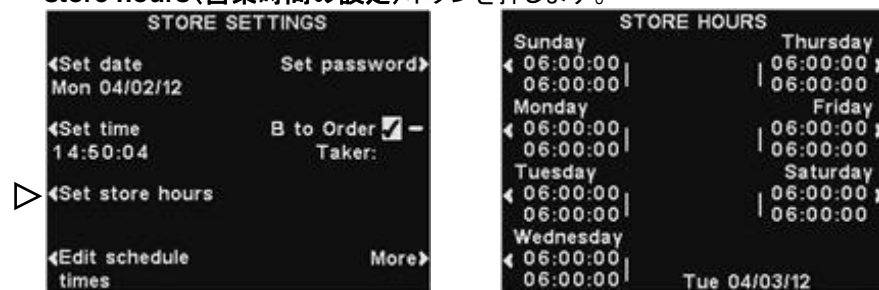 Store hours（営業時間の設定）ボタンを押します。
STORE SETTINGS
◀Set date
Mon 04/02/12
Set password▶
◀Set time
14:50:04
B to Order ✓ –
Taker:
◀Set store hours
◀Edit schedule
times
More▶
STORE HOURS
Sunday
◀ 06:00:00
06:00:00
Monday
◀ 06:00:00
06:00:00
Tuesday
◀ 06:00:00
06:00:00
Wednesday
◀ 06:00:00
06:00:00
Thursday
06:00:00
06:00:00
Friday
06:00:00
06:00:00
Saturday
06:00:00
06:00:00
Tue 04/03/12